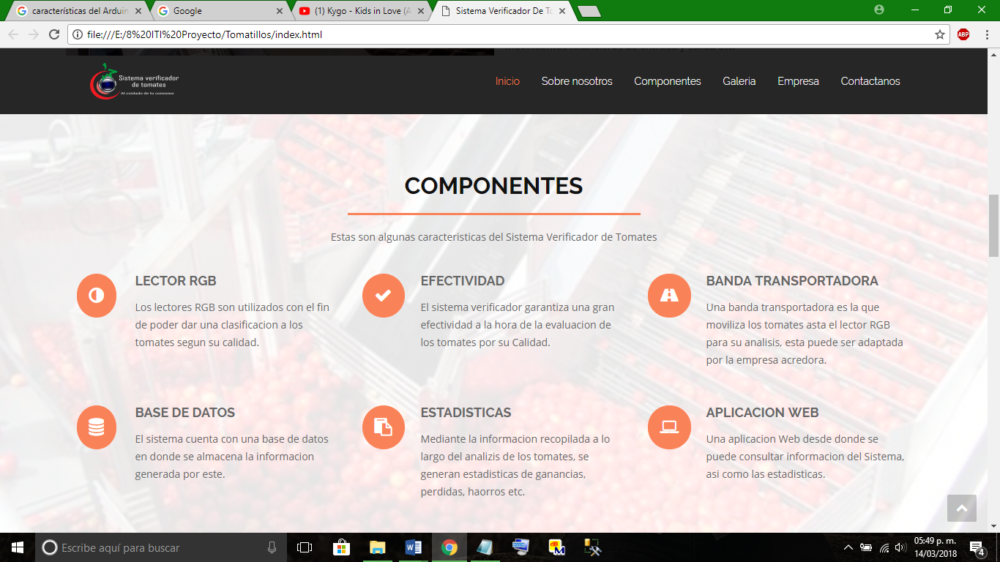 características del Arduin
Google
(1) Kygo - Kids in Love (A
Sistema Verificador De To
file:///E:/8%20ITI%20Proyecto/Tomatillos/index.html
ABP
Sistema verificador
de tomates
Al cuidado de tu consumo
Inicio
Sobre nosotros
Componentes
Galeria
Empresa
Contactanos
COMPONENTES
Estas son algunas caracteristicas del Sistema Verificador de Tomates
LECTOR RGB
Los lectores RGB son utilizados con el fin
de poder dar una clasificacion a los
tomates segun su calidad.
EFECTIVIDAD
El sistema verificador garantiza una gran
efectividad a la hora de la evaluacion de
los tomates por su Calidad.
BANDA TRANSPORTADORA
Una banda transportadora es la que
moviliza los tomates asta el lector RGB
para su analisis, esta puede ser adaptada
por la empresa acredora.
BASE DE DATOS
El sistema cuenta con una base de datos
en donde se almacena la informacion
generada por este.
ESTADISTICAS
Mediante la informacion recopilada a lo
largo del analizis de los tomates, se
generan estadisticas de ganancias,
perdidas, haorros etc.
APLICACION WEB
Una aplicacion Web desde donde se
puede consultar informacion del Sistema,
asi como las estadisticas.
Escribe aquí para buscar
05:49 p. m.
14/03/2018
4